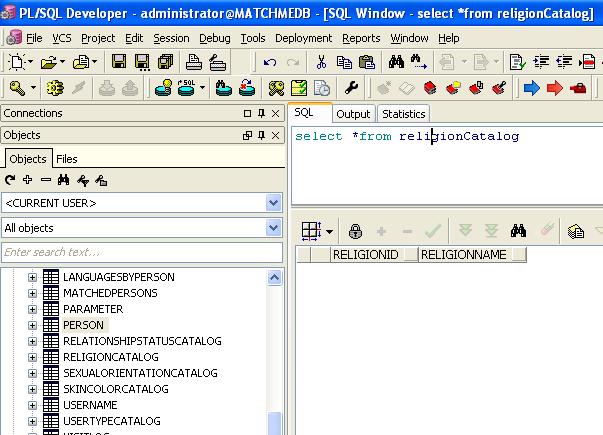 PL/SQL Developer - administrator@MATCHMEDB - [SQL Window - select *from religionCatalog]
File Project Edit Session Debug Tools Deployment Reports Window Help
SQL
Connections
Objects
Objects Files
<CURRENT USER>
All objects
Enter search text...
LANGUAGESBYPERSON
MATCHEDPERSONS
PARAMETER
PERSON
RELATIONSHIPSTATUSCATALOG
RELIGIONCATALOG
SEXUALORIENTATIONCATALOG
SKINCOLORCATALOG
USERNAME
USERTYPECATALOG
VISITLOG
SQL Output Statistics
select *from religionCatalog
RELIGIONID RELIGIONNAME